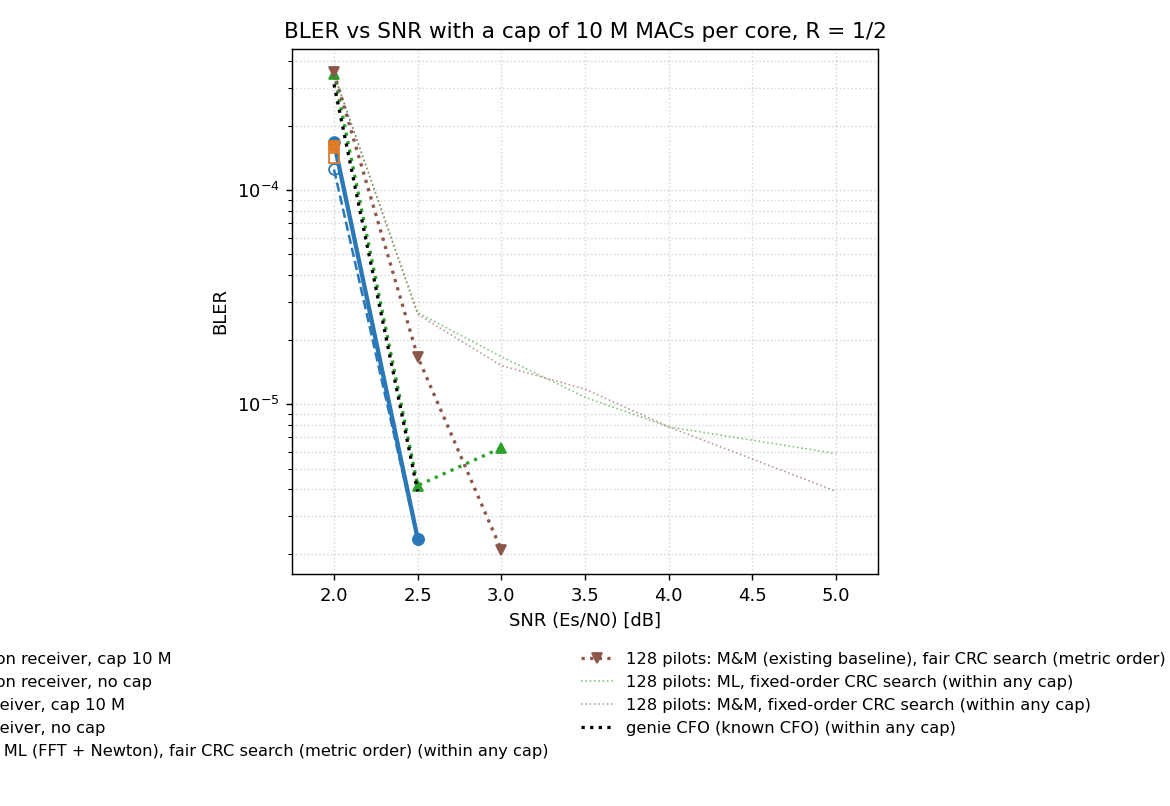 BLER vs SNR with a cap of 10 M MACs per core, R = 1/2
10⁻⁴
10⁻⁵
BLER
2.0 2.5 3.0 3.5 4.0 4.5 5.0
SNR (Es/N0) [dB]
on receiver, cap 10 M
on receiver, no cap
eiver, cap 10 M
eiver, no cap
ML (FFT + Newton), fair CRC search (metric order) (within any cap)
128 pilots: M&M (existing baseline), fair CRC search (metric order)
128 pilots: ML, fixed-order CRC search (within any cap)
128 pilots: M&M, fixed-order CRC search (within any cap)
genie CFO (known CFO) (within any cap)